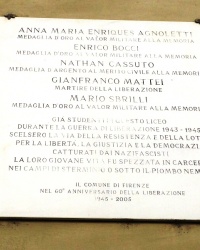 ANNA MARIA ENRIQUES AGNOLETTI
MEDAGLIA D'ORO AL VALOR MILITARE ALLA MEMORIA
ENRICO BOCCI
MEDAGLIA D'ORO AL VALOR MILITARE ALLA MEMORIA
NATHAN CASSUTO
MEDAGLIA D'ARGENTO AL MERITO CIVILE ALLA MEMORIA
GIANFRANCO MATTEI
MARTIRE DELLA LIBERAZIONE
MARIO SBRILLI
MEDAGLIA D'ORO AL VALOR MILITARE ALLA MEMORIA
GIÀ STUDENTI DI QUESTO LICEO
DURANTE LA GUERRA DI LIBERAZIONE 1943-1945
SCELSERO LA VIA DELLA RESISTENZA E DELLA LOTTA
PER LA LIBERTÀ, LA GIUSTIZIA E LA DEMOCRAZIA
CATTURATI DAI NAZIFASCISTI
LA LORO GIOVANE VITA FU SPEZZATA IN CARCERE
NEI CAMPI DI STERMINIO O SOTTO IL PIOMBO NEMICO
IL COMUNE DI FIRENZE
NEL 60° ANNIVERSARIO DELLA LIBERAZIONE
1945 - 2005